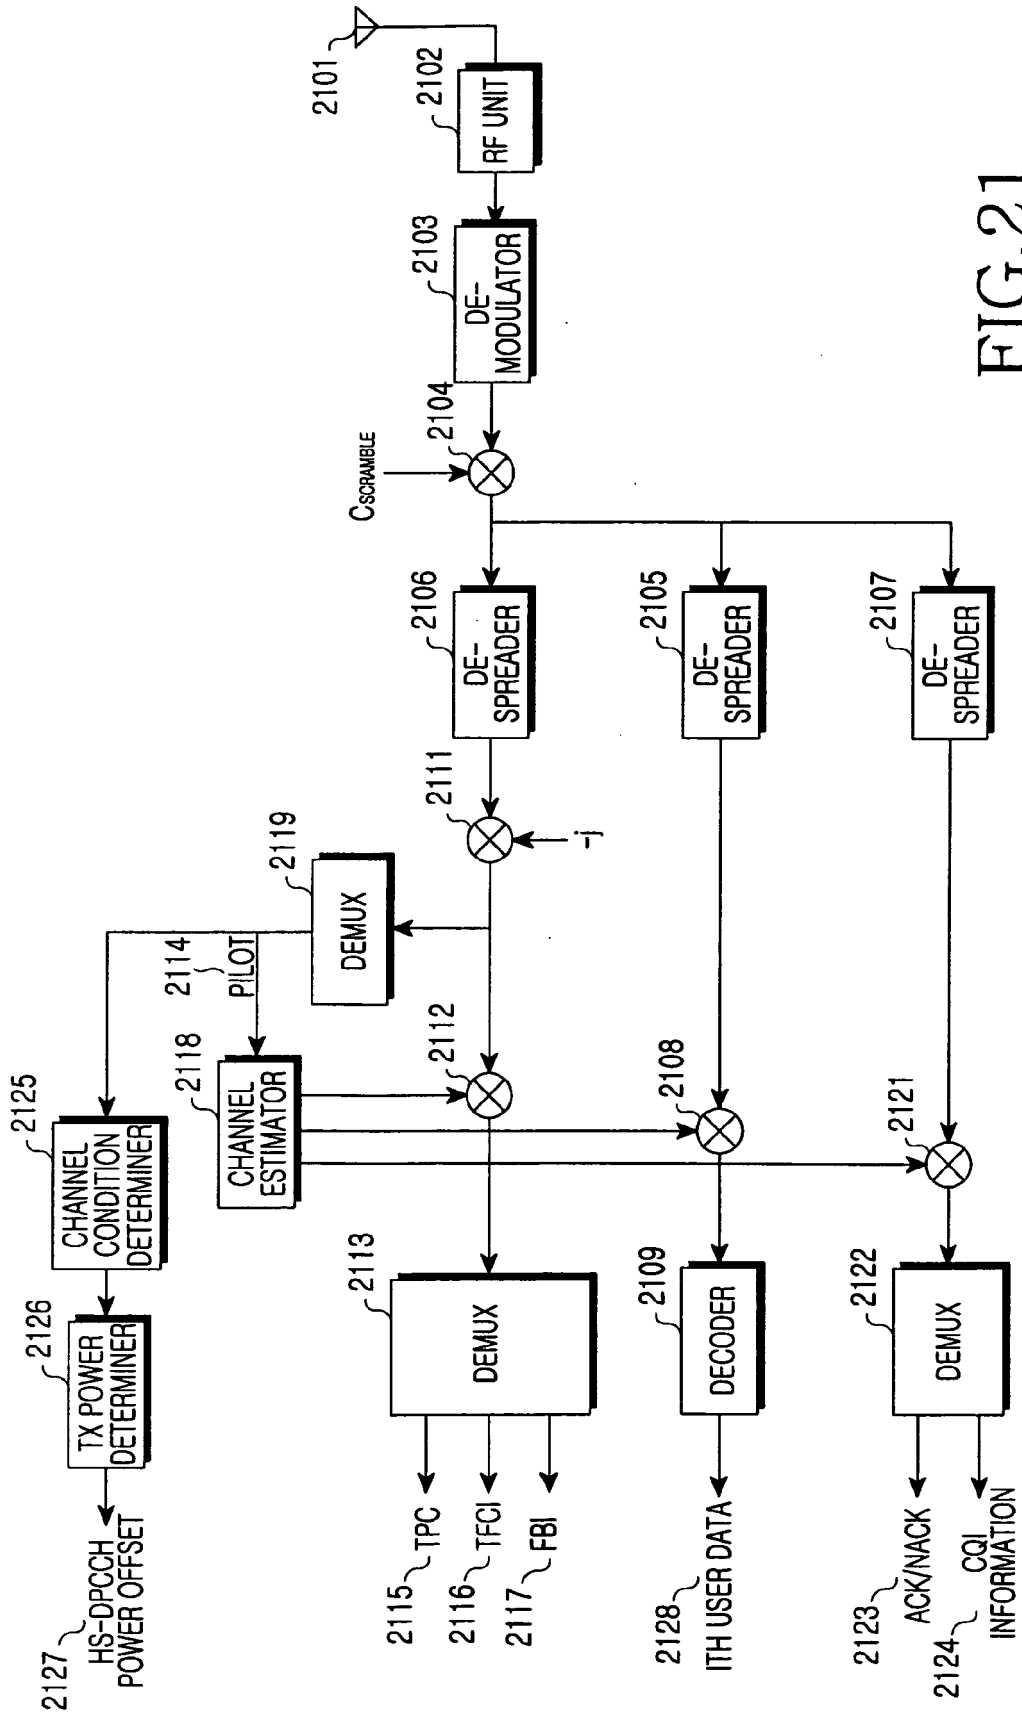 2101
2102
RF UNIT
2103
DE-
MODULATOR
2104
CSCRAMBLE
2106
DE-
SPREADER
2105
DE-
SPREADER
2107
DE-
SPREADER
2111
-j
2119
DEMUX
2114
PILOT
2112
2118
CHANNEL
ESTIMATOR
2108
2121
2125
CHANNEL
CONDITION
DETERMINER
2126
TX POWER
DETERMINER
2127
HS-DPCCH
POWER OFFSET
2113
DEMUX
2115
TPC
2116
TFCI
2117
FBI
2109
DECODER
2128
ITH USER DATA
2122
DEMUX
2123
ACK/NACK
2124
CQI
INFORMATION
FIG.21